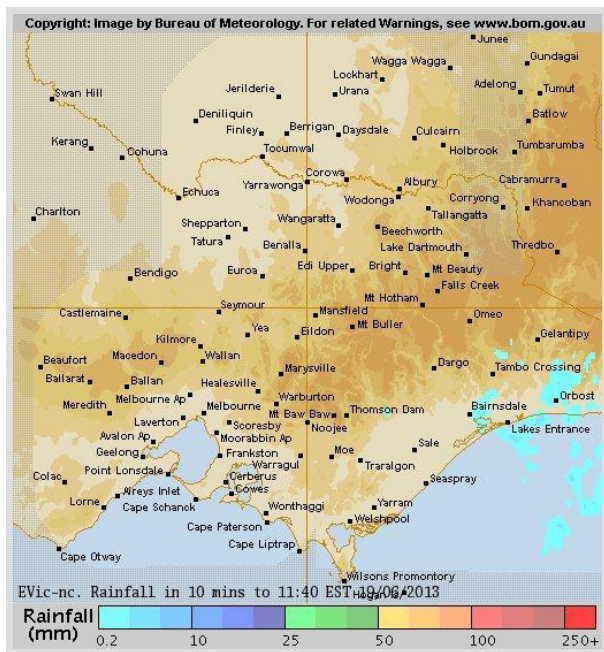 Copyright: Image by Bureau of Meteorology. For related Warnings, see www.bom.gov.au
Junee
Wagga Wagga
Gundagai
Lockhart
Swan Hill
Jerilderie
Urana
Adelong
Tumut
Deniliquin
Batlow
Finley
Berrigan
Daysdale
Culcairn
Kerang
Cohuna
Tocumwal
Holbrook
Tumbarumba
Corowa
Yarrawonga
Albury
Cabramurra
Echuca
Wodonga
Corryong
Khancoban
Charlton
Shepparton
Wangaratta
Tallangatta
Tatura
Beechworth
Benalla
Lake Dartmouth
Thredbo
Bendigo
Euroa
Edi Upper
Bright
Mt Beauty
Falls Creek
Castlemaine
Seymour
Mansfield
Mt Hotham
Yea
Eildon
Mt Buller
Omeo
Kilmore
Gelantipy
Beaufort
Macedon
Wallan
Marysville
Dargo
Tambo Crossing
Ballarat
Ballan
Healesville
Melbourne Ap
Warburton
Orbost
Meredith
Melbourne
Mt Baw Baw
Thomson Dam
Bairnsdale
Laverton
Scoresby
Noojee
Lakes Entrance
Avalon Ap
Moorabbin Ap
Sale
Geelong
Frankston
Warragul
Moe
Traralgon
Point Lonsdale
Colac
Cerberus
Seaspray
Aireys Inlet
Cowes
Lorne
Cape Schanck
Wonthaggi
Yarram
Cape Paterson
Welshpool
Cape Otway
Cape Liptrap
Wilsons Promontory
Hogan Is
EVic-nc. Rainfall in 10 mins to 11:40 EST 19/06/2013
Rainfall
(mm)
0.2 10 25 50 100 250+